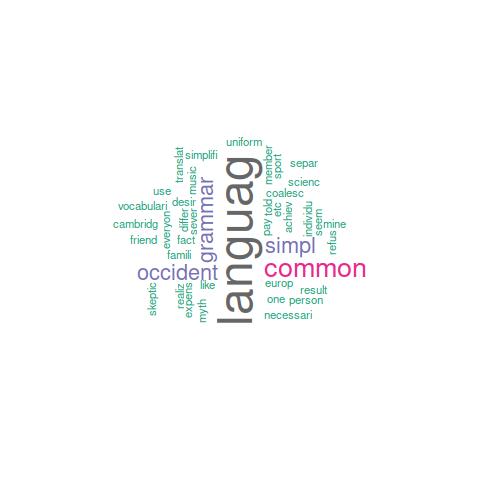 uniform
translat
simplifi
member
sport
separ
music
languag
scienc
use
grammar
coalesc
vocabulari
desir
everyon
differ
sever
pay
told
etc
achiev
individu
seem
cambridg
mine
friend
fact
simpl
refus
famili
occident
common
skeptic
realiz
expens
like
myth
europ
result
one
person
necessari